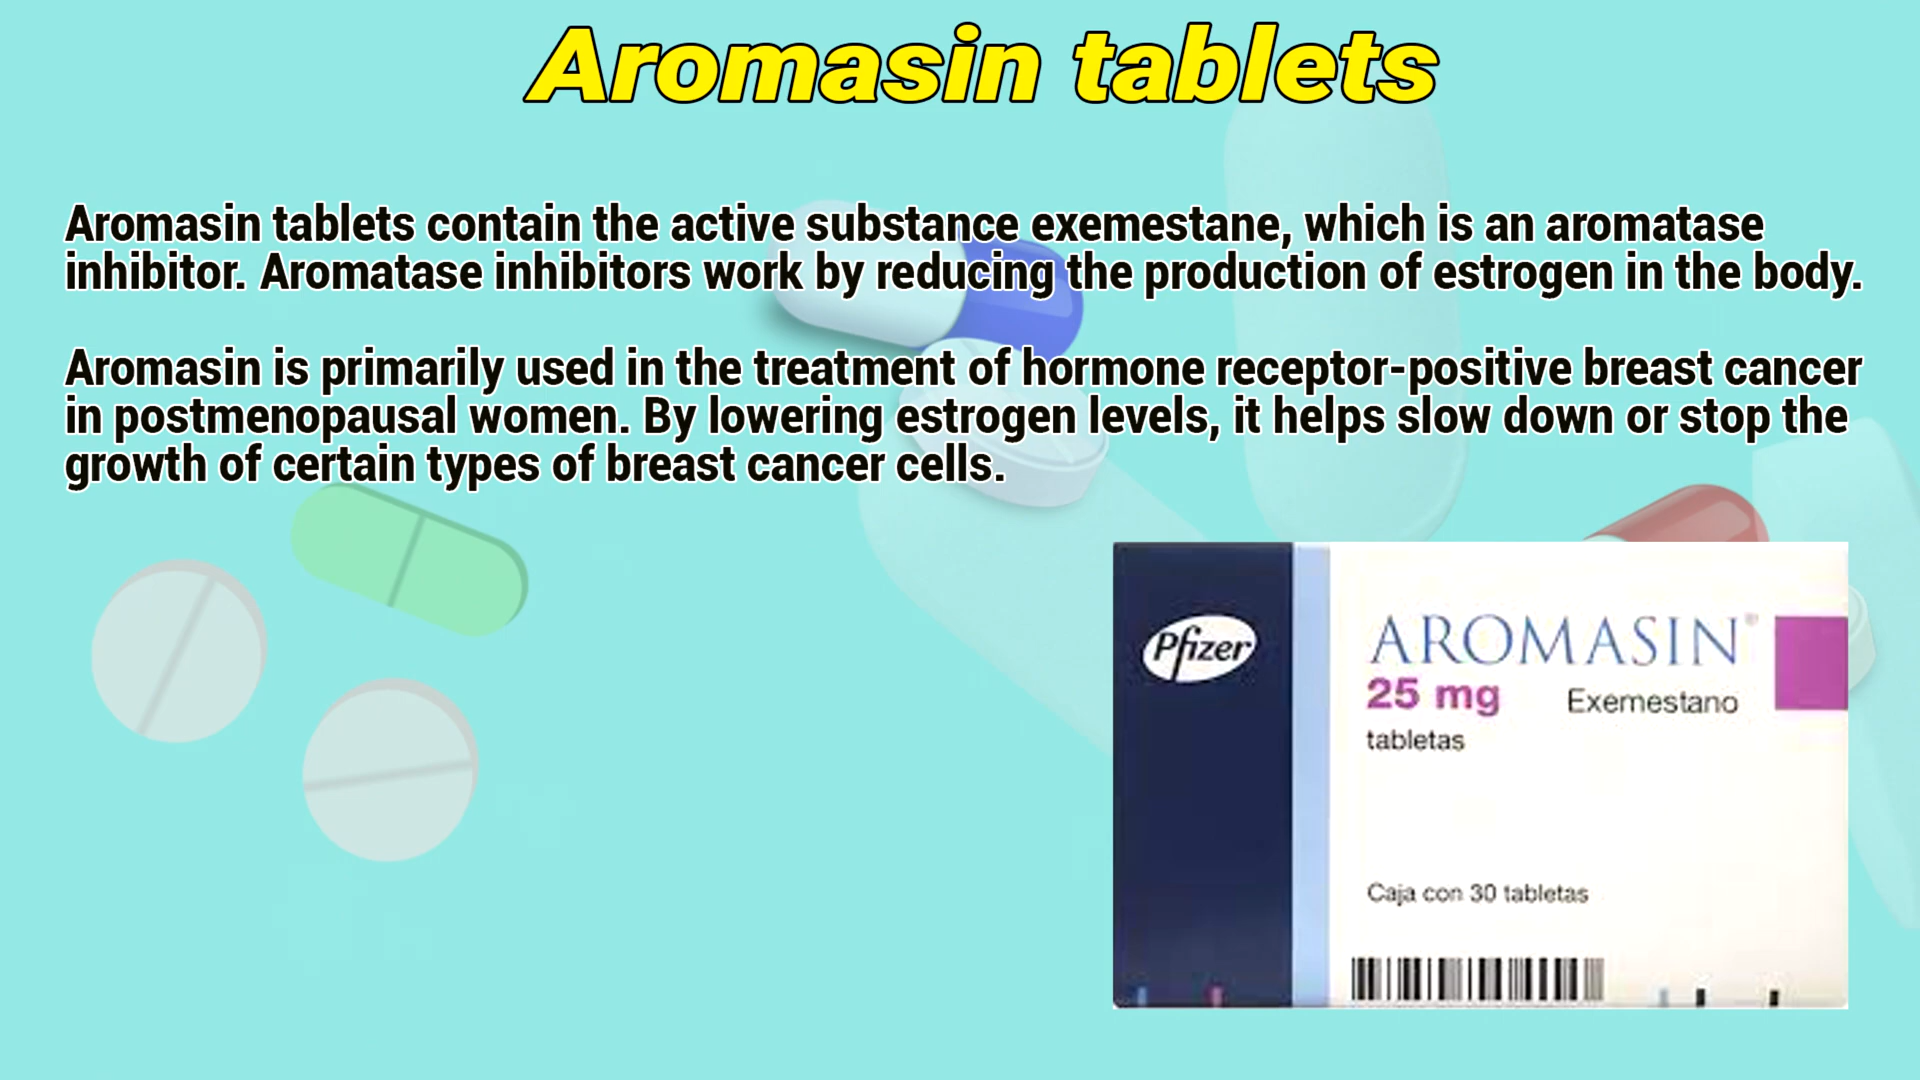 Aromasin tablets
Aromasin tablets contain the active substance exemestane, which is an aromatase
inhibitor. Aromatase inhibitors work by reducing the production of estrogen in the body.
Aromasin is primarily used in the treatment of hormone receptor-positive breast cancer
in postmenopausal women. By lowering estrogen levels, it helps slow down or stop the
growth of certain types of breast cancer cells.
Pfizer
AROMASIN®
25 mg Exemestano
tabletas
Caja con 30 tabletas